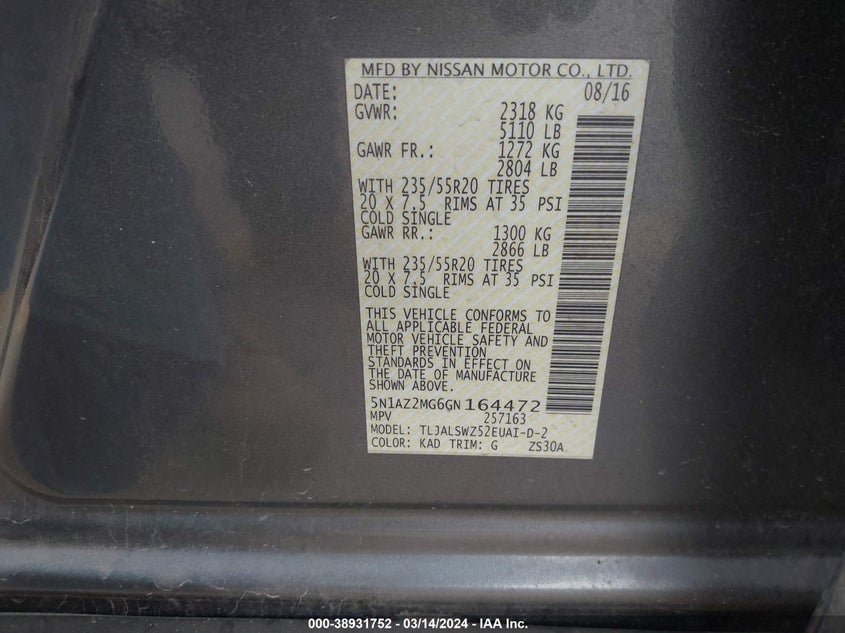 MFD BY NISSAN MOTOR CO., LTD.
DATE: 08/16
GVWR: 2318 KG
5110 LB
GAWR FR.: 1272 KG
2804 LB
WITH 235/55R20 TIRES
20 X 7.5 RIMS AT 35 PSI
COLD SINGLE
GAWR RR.: 1300 KG
2866 LB
WITH 235/55R20 TIRES
20 X 7.5 RIMS AT 35 PSI
COLD SINGLE
THIS VEHICLE CONFORMS TO
ALL APPLICABLE FEDERAL
MOTOR VEHICLE SAFETY AND
THEFT PREVENTION
STANDARDS IN EFFECT ON
THE DATE OF MANUFACTURE
SHOWN ABOVE.
5N1AZ2MG6GN164472
MPV 257163
MODEL: TLJALSWZ52EUAI-D-2
COLOR: KAD TRIM: G ZS30A
000-38931752 - 03/14/2024 - IAA Inc.